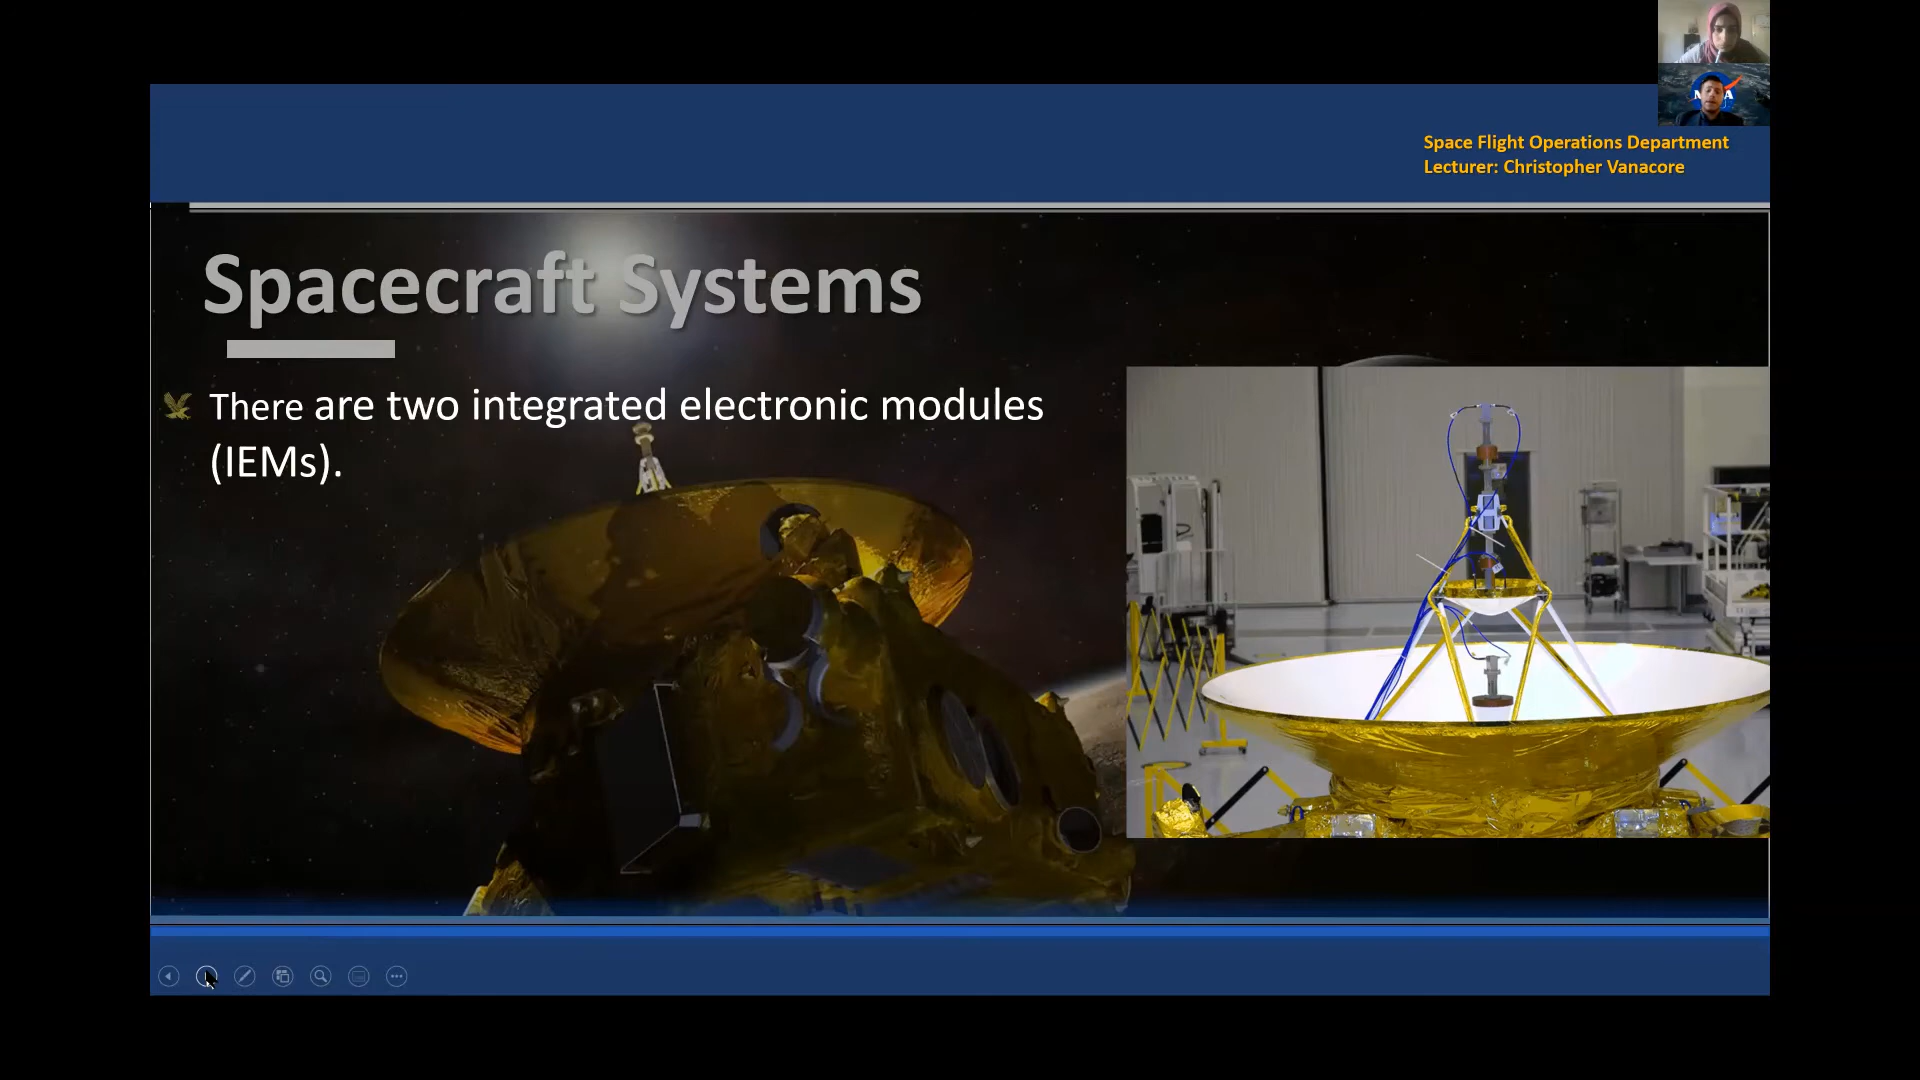 Space Flight Operations Department
Lecturer: Christopher Vanacore
Spacecraft Systems
There are two integrated electronic modules
(IEMs).